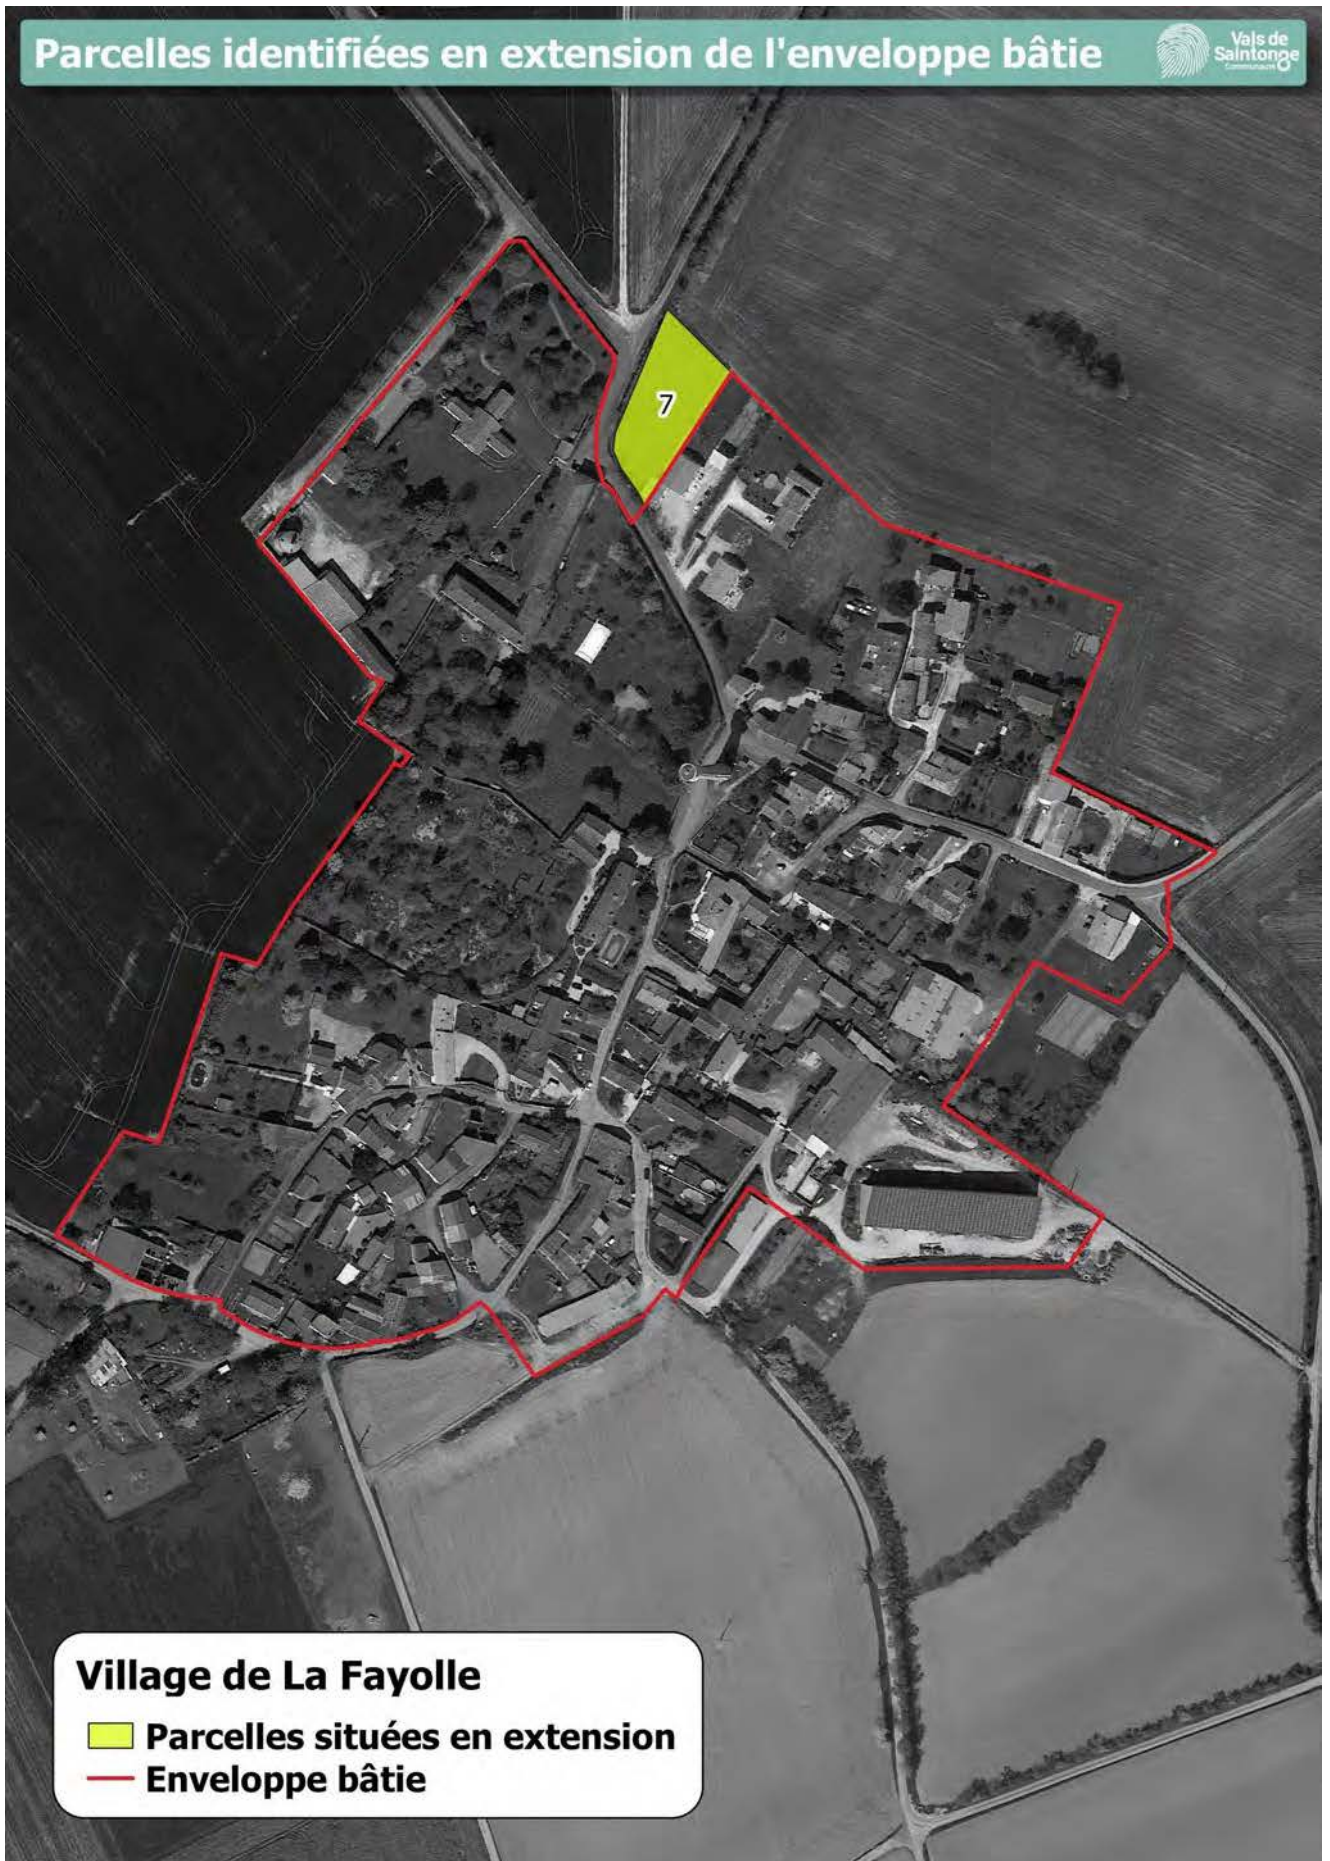 Parcelles identifiées en extension de l'enveloppe bâtie
Vals de
Saintonge
Communauté
7
Village de La Fayolle
Parcelles situées en extension
Enveloppe bâtie